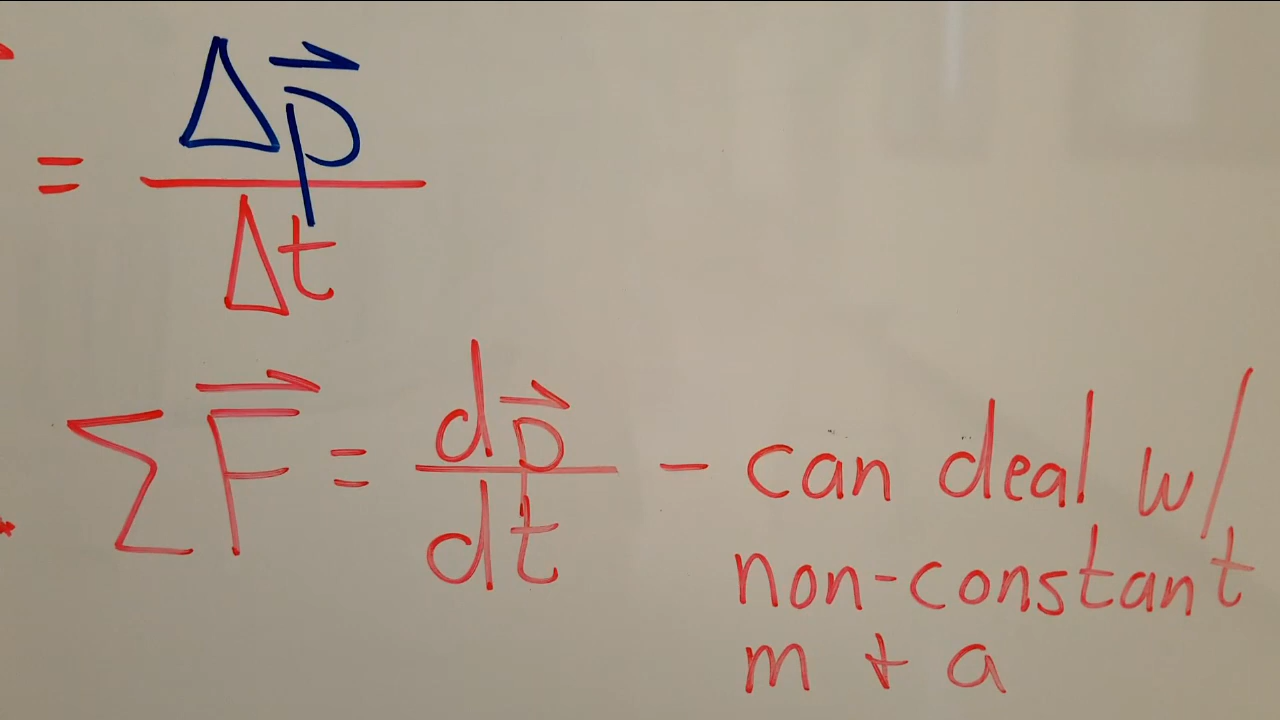 = Δp⃗ / Δt
* ΣF⃗ = dp⃗ / dt - can deal w/
non-constant
m + a